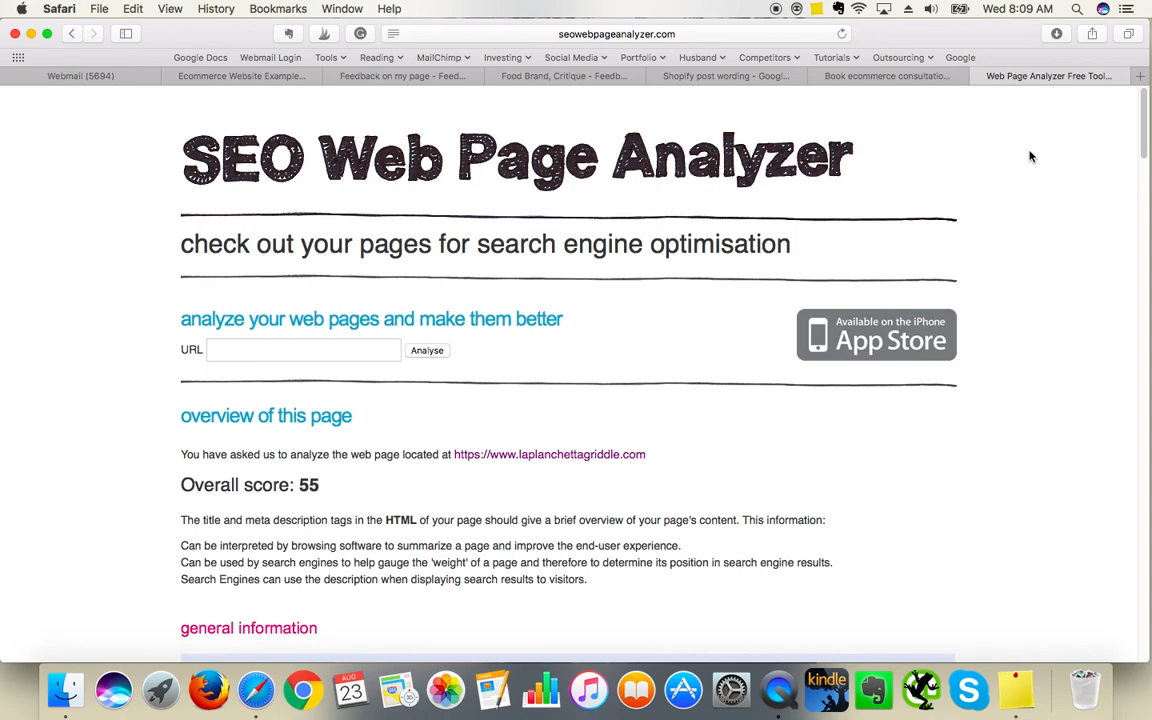 Safari File Edit View History Bookmarks Window Help Wed 8:09 AM
seowebpageanalyzer.com
Google Docs Webmail Login Tools Reading MailChimp Investing Social Media Portfolio Husband Competitors Tutorials Outsourcing Google
Webmail (5694) Ecommerce Website Example... Feedback on my page - Feed... Food Brand, Critique - Feedb... Shopify post wording - Googl... Book ecommerce consultatio... Web Page Analyzer Free Tool...
SEO Web Page Analyzer
check out your pages for search engine optimisation
analyze your web pages and make them better
URL Analyse
Available on the iPhone
App Store
overview of this page
You have asked us to analyze the web page located at https://www.laplanchettagriddle.com
Overall score: 55
The title and meta description tags in the HTML of your page should give a brief overview of your page's content. This information:
Can be interpreted by browsing software to summarize a page and improve the end-user experience.
Can be used by search engines to help gauge the 'weight' of a page and therefore to determine its position in search engine results.
Search Engines can use the description when displaying search results to visitors.
general information
AUG
23
kindle